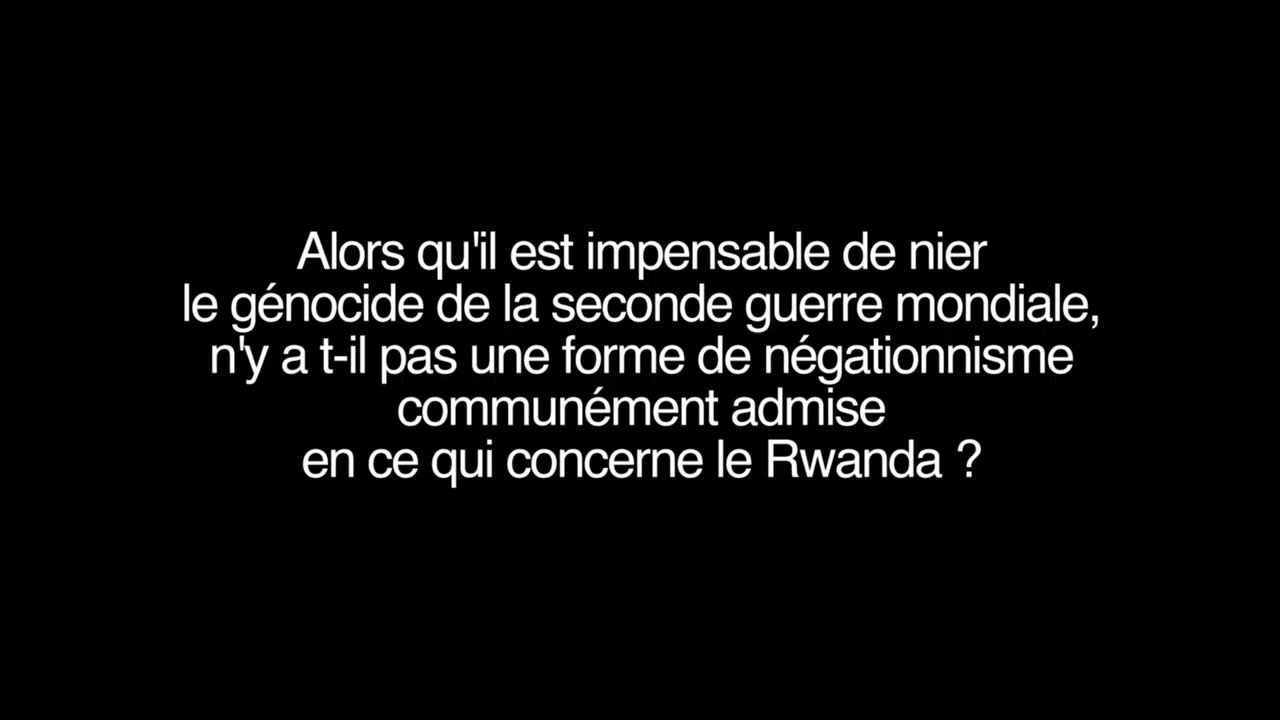 Alors qu'il est impensable de nier
le génocide de la seconde guerre mondiale,
n'y a t-il pas une forme de négationnisme
communément admise
en ce qui concerne le Rwanda ?